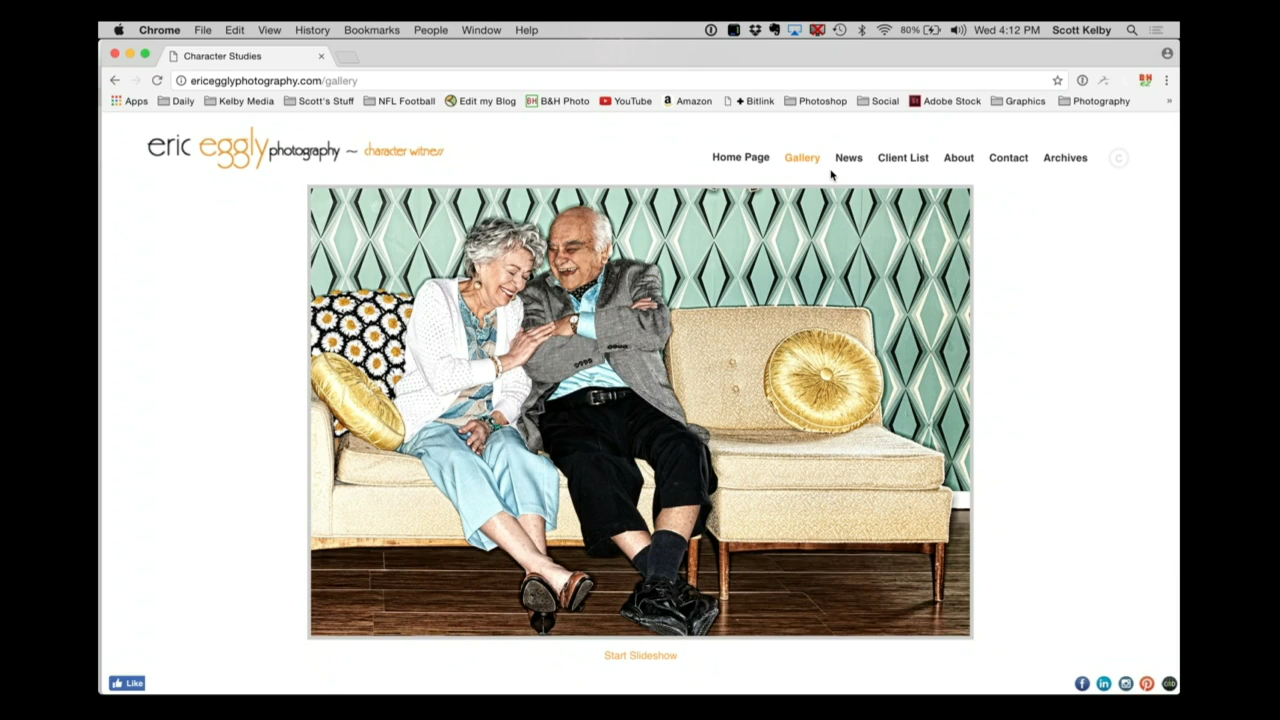 Chrome File Edit View History Bookmarks People Window Help 80% Wed 4:12 PM Scott Kelby
Character Studies
ericegglyphotography.com/gallery
Apps Daily Kelby Media Scott's Stuff NFL Football Edit my Blog B&H Photo YouTube Amazon Bitlink Photoshop Social Adobe Stock Graphics Photography »
eric egglyphotography ~ character witness
Home Page Gallery News Client List About Contact Archives C
Start Slideshow
Like